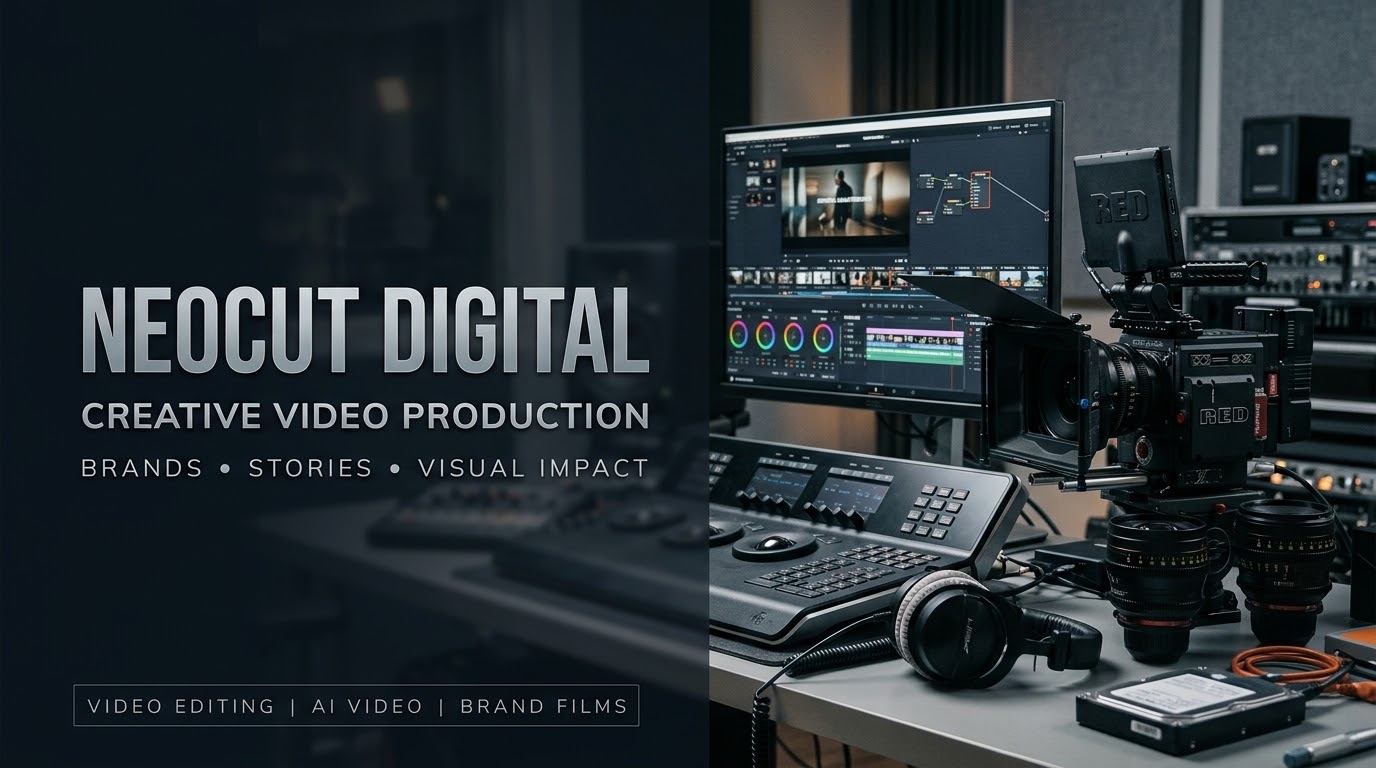 NEOCUT DIGITAL
CREATIVE VIDEO PRODUCTION
BRANDS • STORIES • VISUAL IMPACT
VIDEO EDITING | AI VIDEO | BRAND FILMS
RED
RED